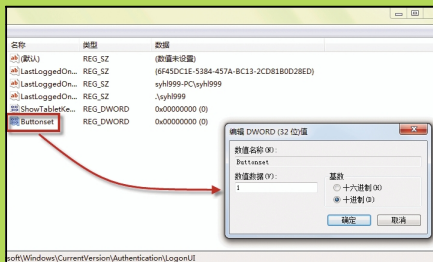 名称 类型 数据
(默认) REG_SZ (数值未设置)
LastLoggedOn... REG_SZ {6F45DC1E-5384-457A-BC13-2CD81B0D28ED}
LastLoggedOn... REG_SZ syhl999-PC\syhl999
LastLoggedOn... REG_SZ .\syhl999
ShowTabletKe... REG_DWORD 0x00000000 (0)
Buttonset REG_DWORD 0x00000000 (0)
编辑 DWORD (32 位)值
数值名称(N):
Buttonset
数值数据(V): 基数
1 十六进制(H)
十进制(D)
确定 取消
soft\Windows\CurrentVersion\Authentication\LogonUI